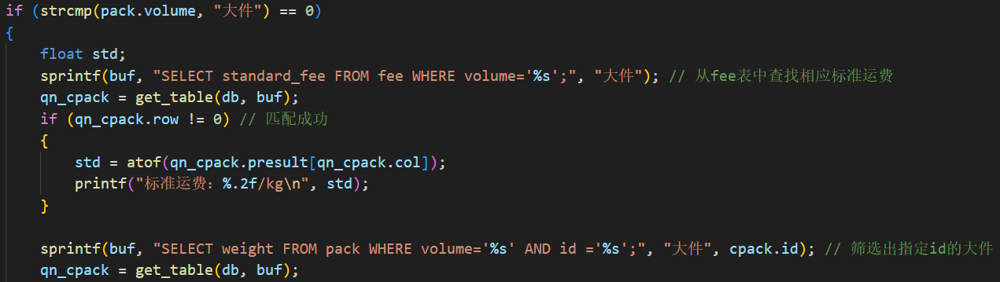 if (strcmp(pack.volume, "大件") == 0)
{
float std;
sprintf(buf, "SELECT standard_fee FROM fee WHERE volume='%s';", "大件"); // 从fee表中查找相应标准运费
qn_cpack = get_table(db, buf);
if (qn_cpack.row != 0) // 匹配成功
{
std = atof(qn_cpack.presult[qn_cpack.col]);
printf("标准运费：%.2f/kg\n", std);
}
sprintf(buf, "SELECT weight FROM pack WHERE volume='%s' AND id ='%s';", "大件", cpack.id); // 筛选出指定id的大件
qn_cpack = get_table(db, buf);